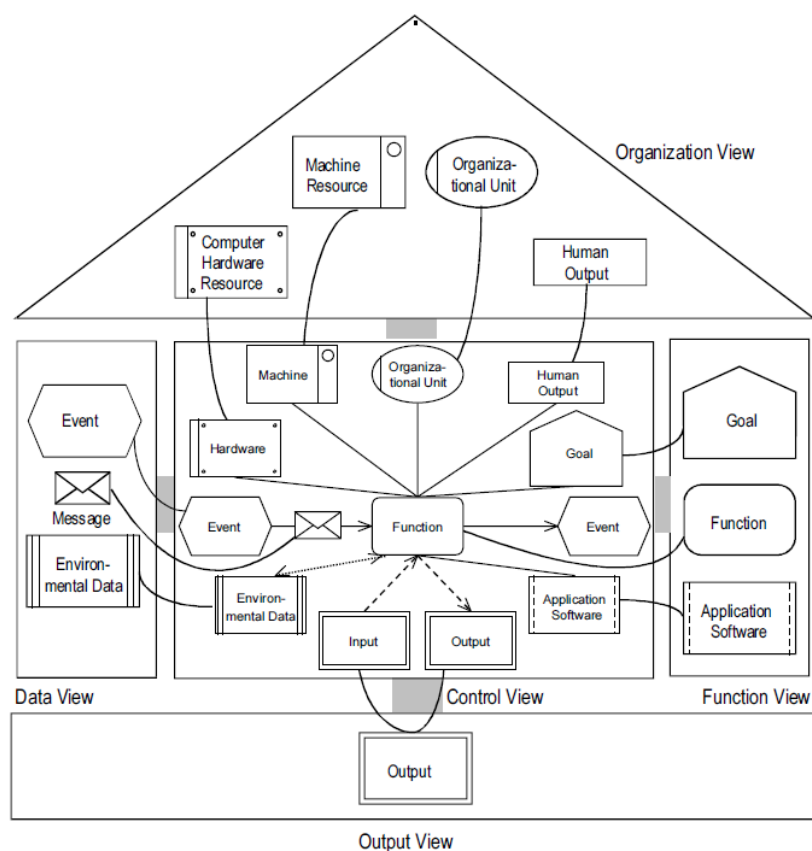 Machine
Resource
Organiza-
tional Unit
Organization View
Computer
Hardware
Resource
Human
Output
Event
Message
Environ-
mental Data
Machine
Organiza-
tional Unit
Human
Output
Hardware
Goal
Event
Function
Event
Environ-
mental Data
Input
Output
Application
Software
Goal
Function
Application
Software
Data View
Control View
Function View
Output
Output View